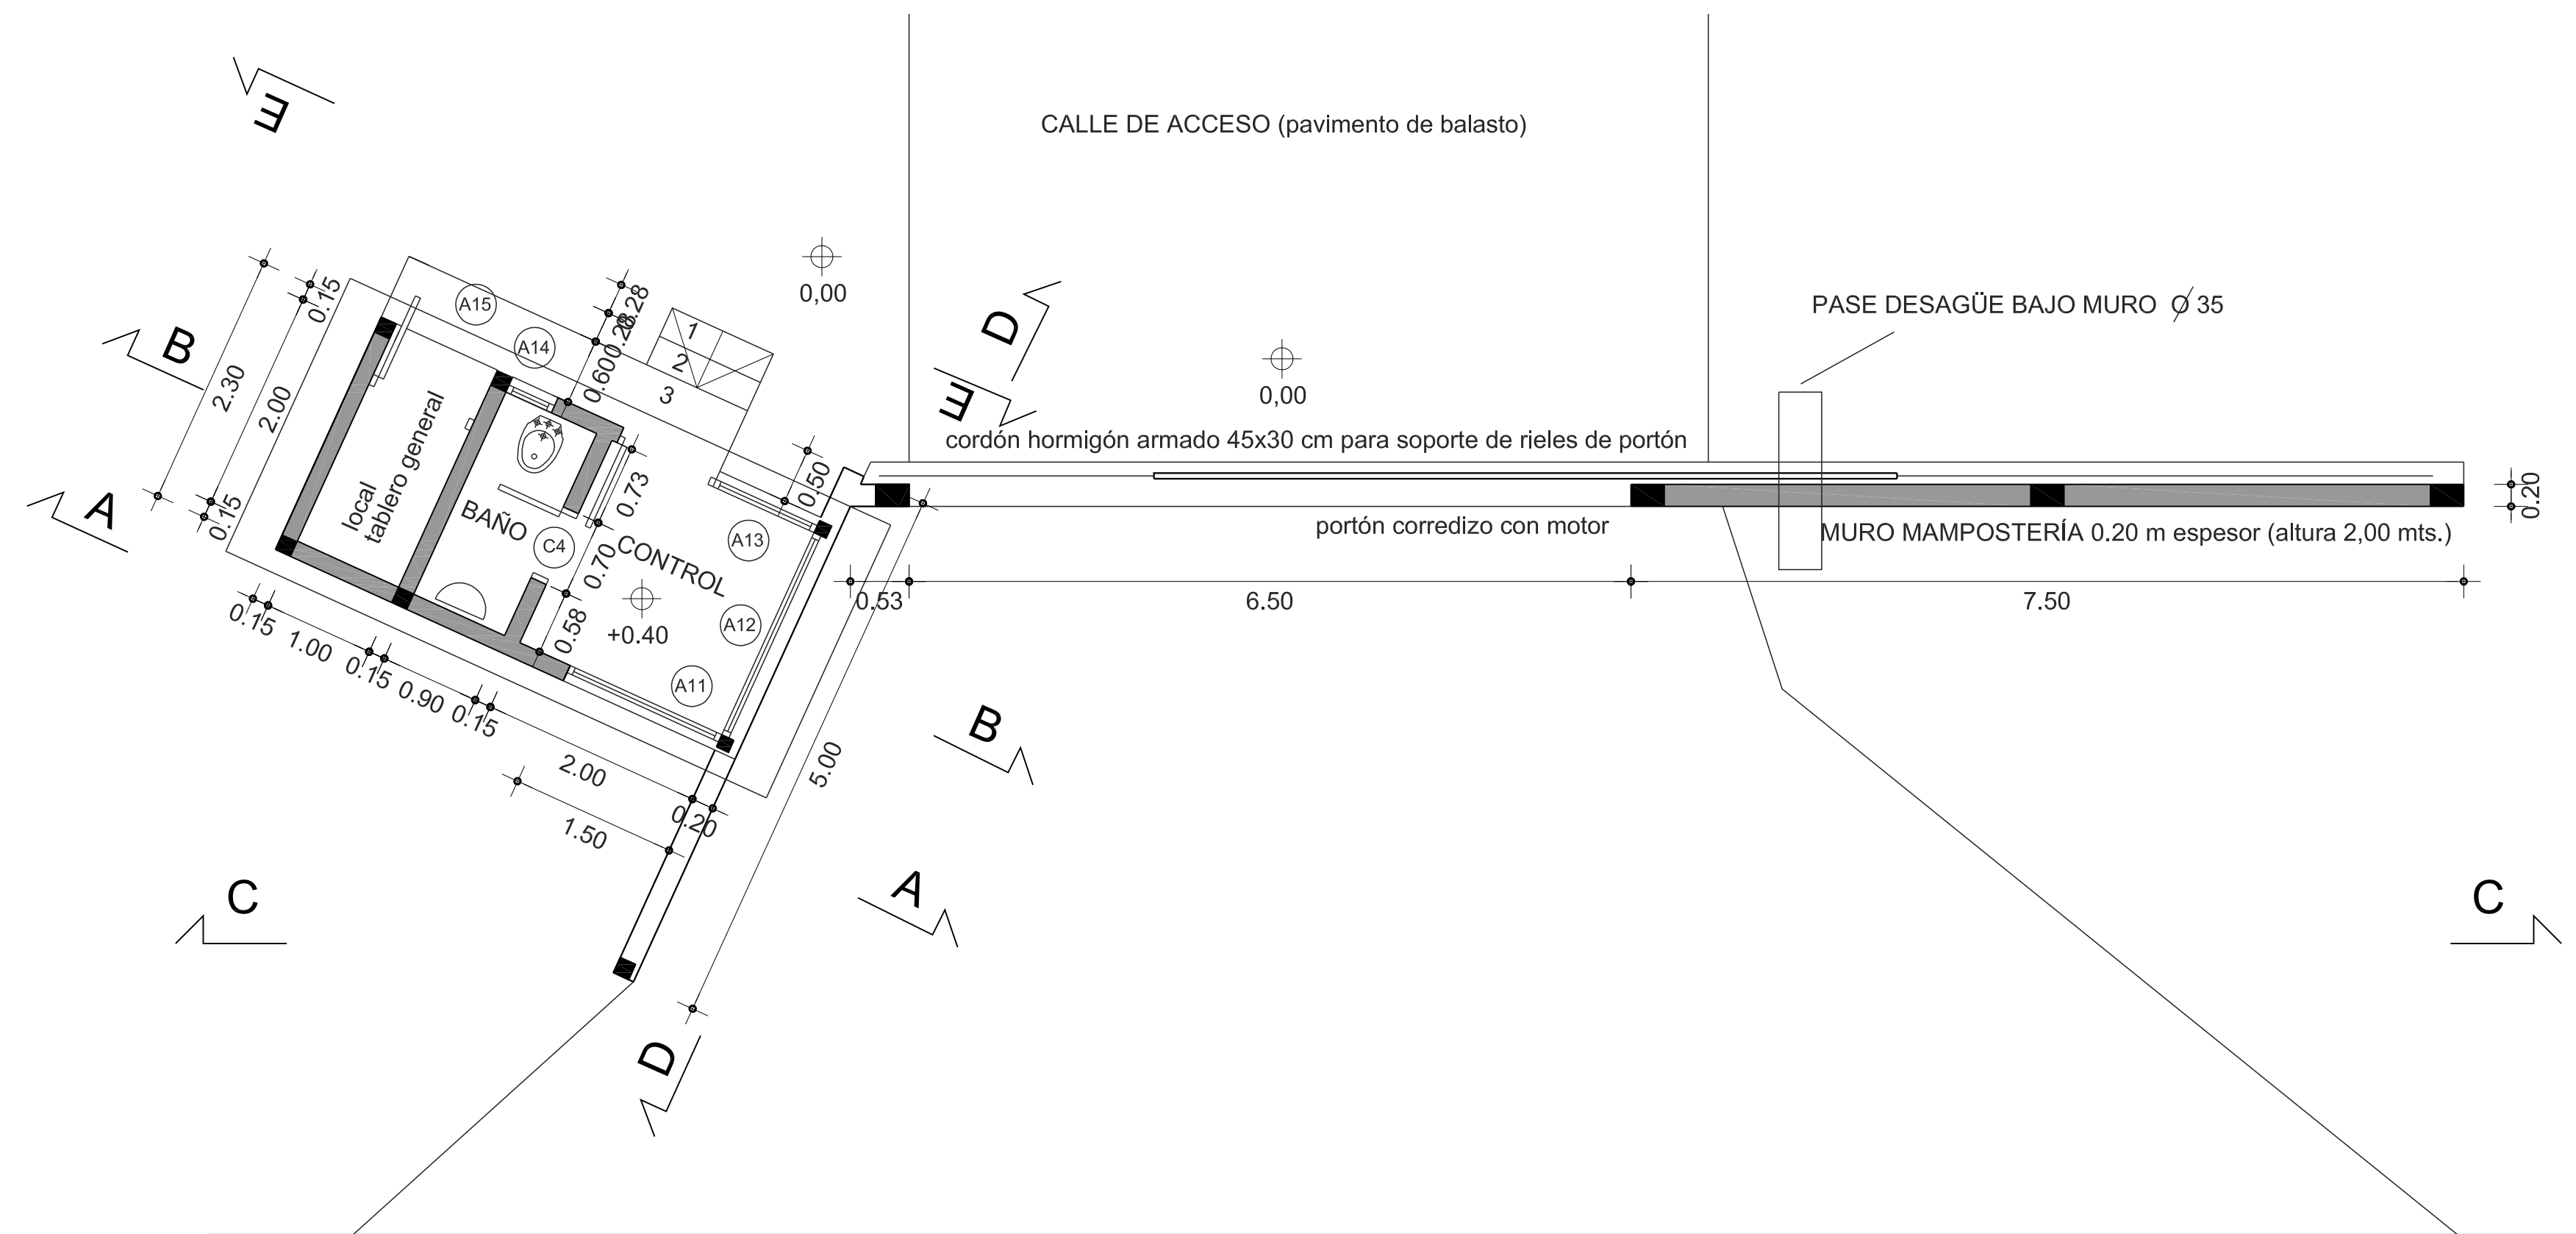 E
CALLE DE ACCESO (pavimento de balasto)
0,00
PASE DESAGÜE BAJO MURO Ø 35
A15
A14
0.15
0.28
0.28
0.60
1
2
3
B
D
E
0,00
2.30
2.00
cordón hormigón armado 45x30 cm para soporte de rieles de portón
local
tablero general
0.73
0.50
0.20
A
0.15
BAÑO
C4
CONTROL
A13
portón corredizo con motor
MURO MAMPOSTERÍA 0.20 m espesor (altura 2,00 mts.)
0.70
0.53
6.50
7.50
0.58
+0.40
A12
0.15
1.00
0.15
0.90
0.15
A11
B
2.00
5.00
0.20
1.50
C
A
C
D